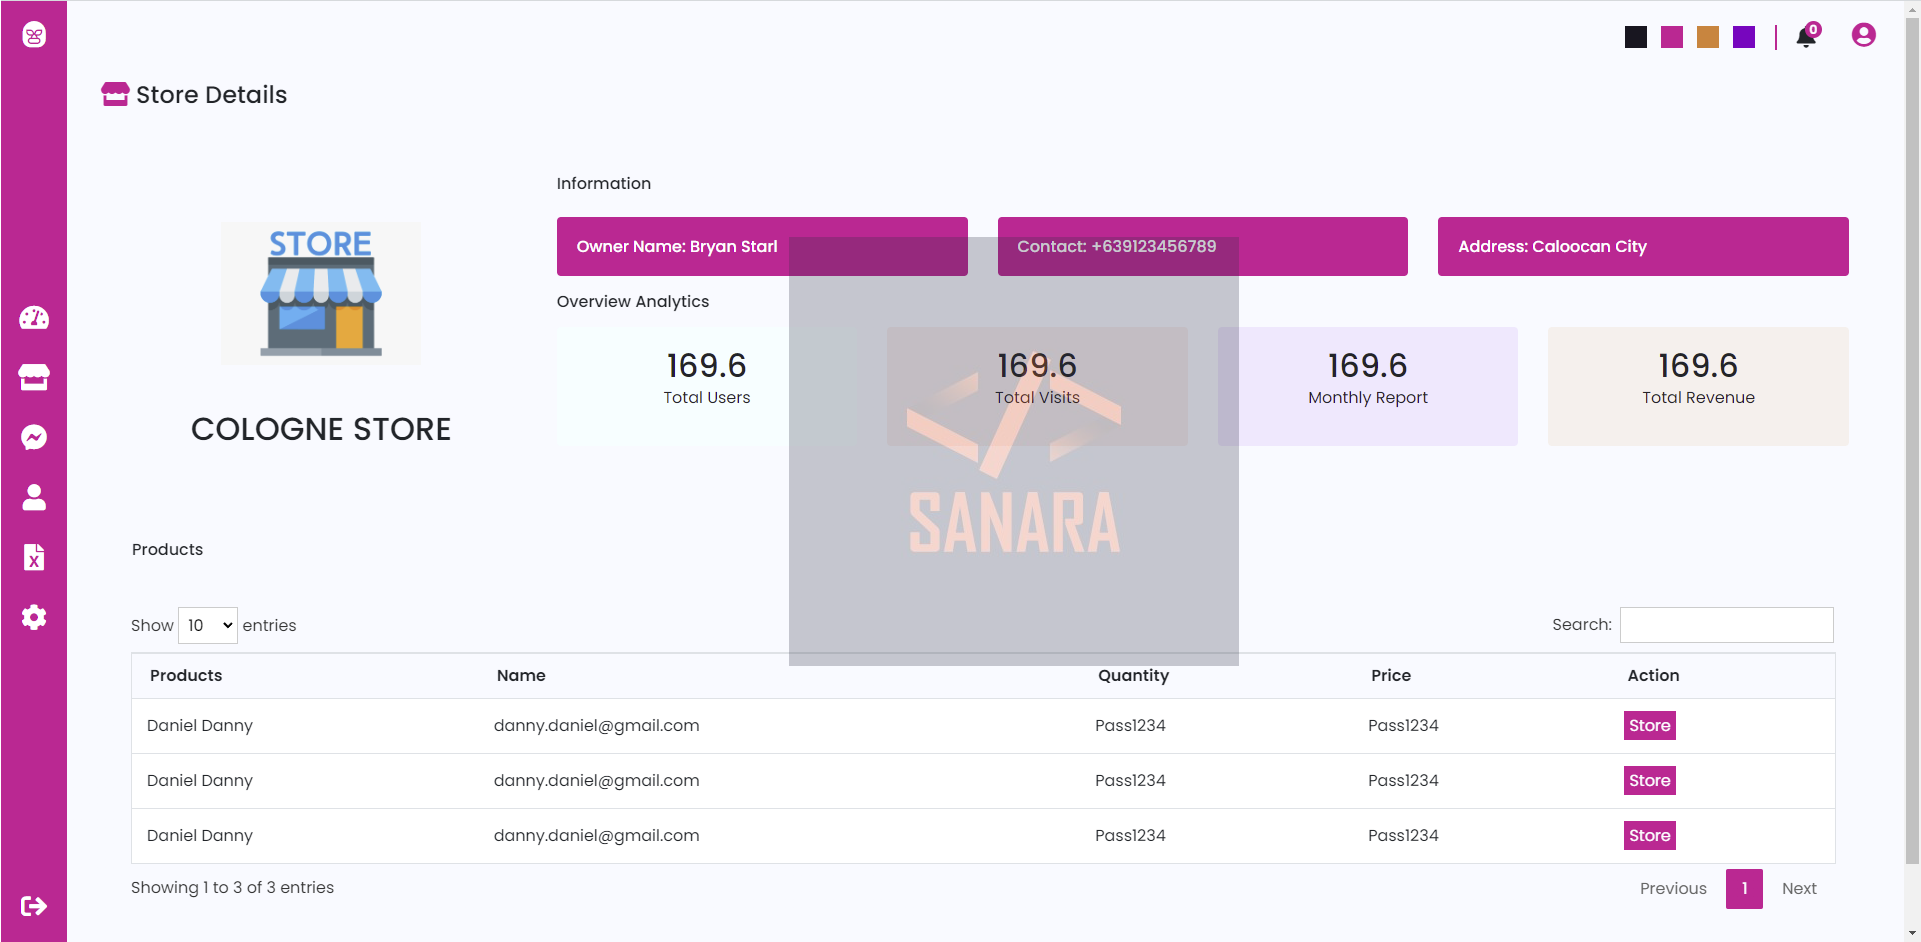 0
Store Details
Information
STORE
Owner Name: Bryan Starl
Contact: +639123456789
Address: Caloocan City
Overview Analytics
169.6
Total Users
169.6
Total Visits
169.6
Monthly Report
169.6
Total Revenue
COLOGNE STORE
SANARA
Products
Show 10 entries
Search:
Products Name Quantity Price Action
Daniel Danny danny.daniel@gmail.com Pass1234 Pass1234 Store
Daniel Danny danny.daniel@gmail.com Pass1234 Pass1234 Store
Daniel Danny danny.daniel@gmail.com Pass1234 Pass1234 Store
Showing 1 to 3 of 3 entries
Previous 1 Next